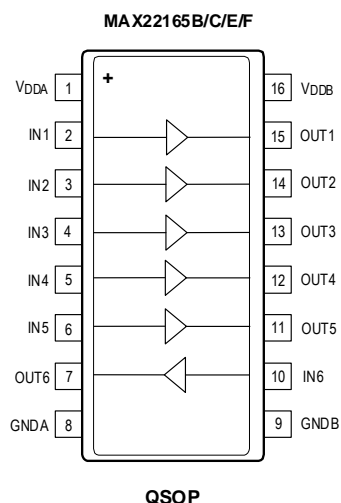 MAX22165B/C/E/F
+
VDDA 1 16 VDDB
IN1 2 15 OUT1
IN2 3 14 OUT2
IN3 4 13 OUT3
IN4 5 12 OUT4
IN5 6 11 OUT5
OUT6 7 10 IN6
GNDA 8 9 GNDB
QSOP